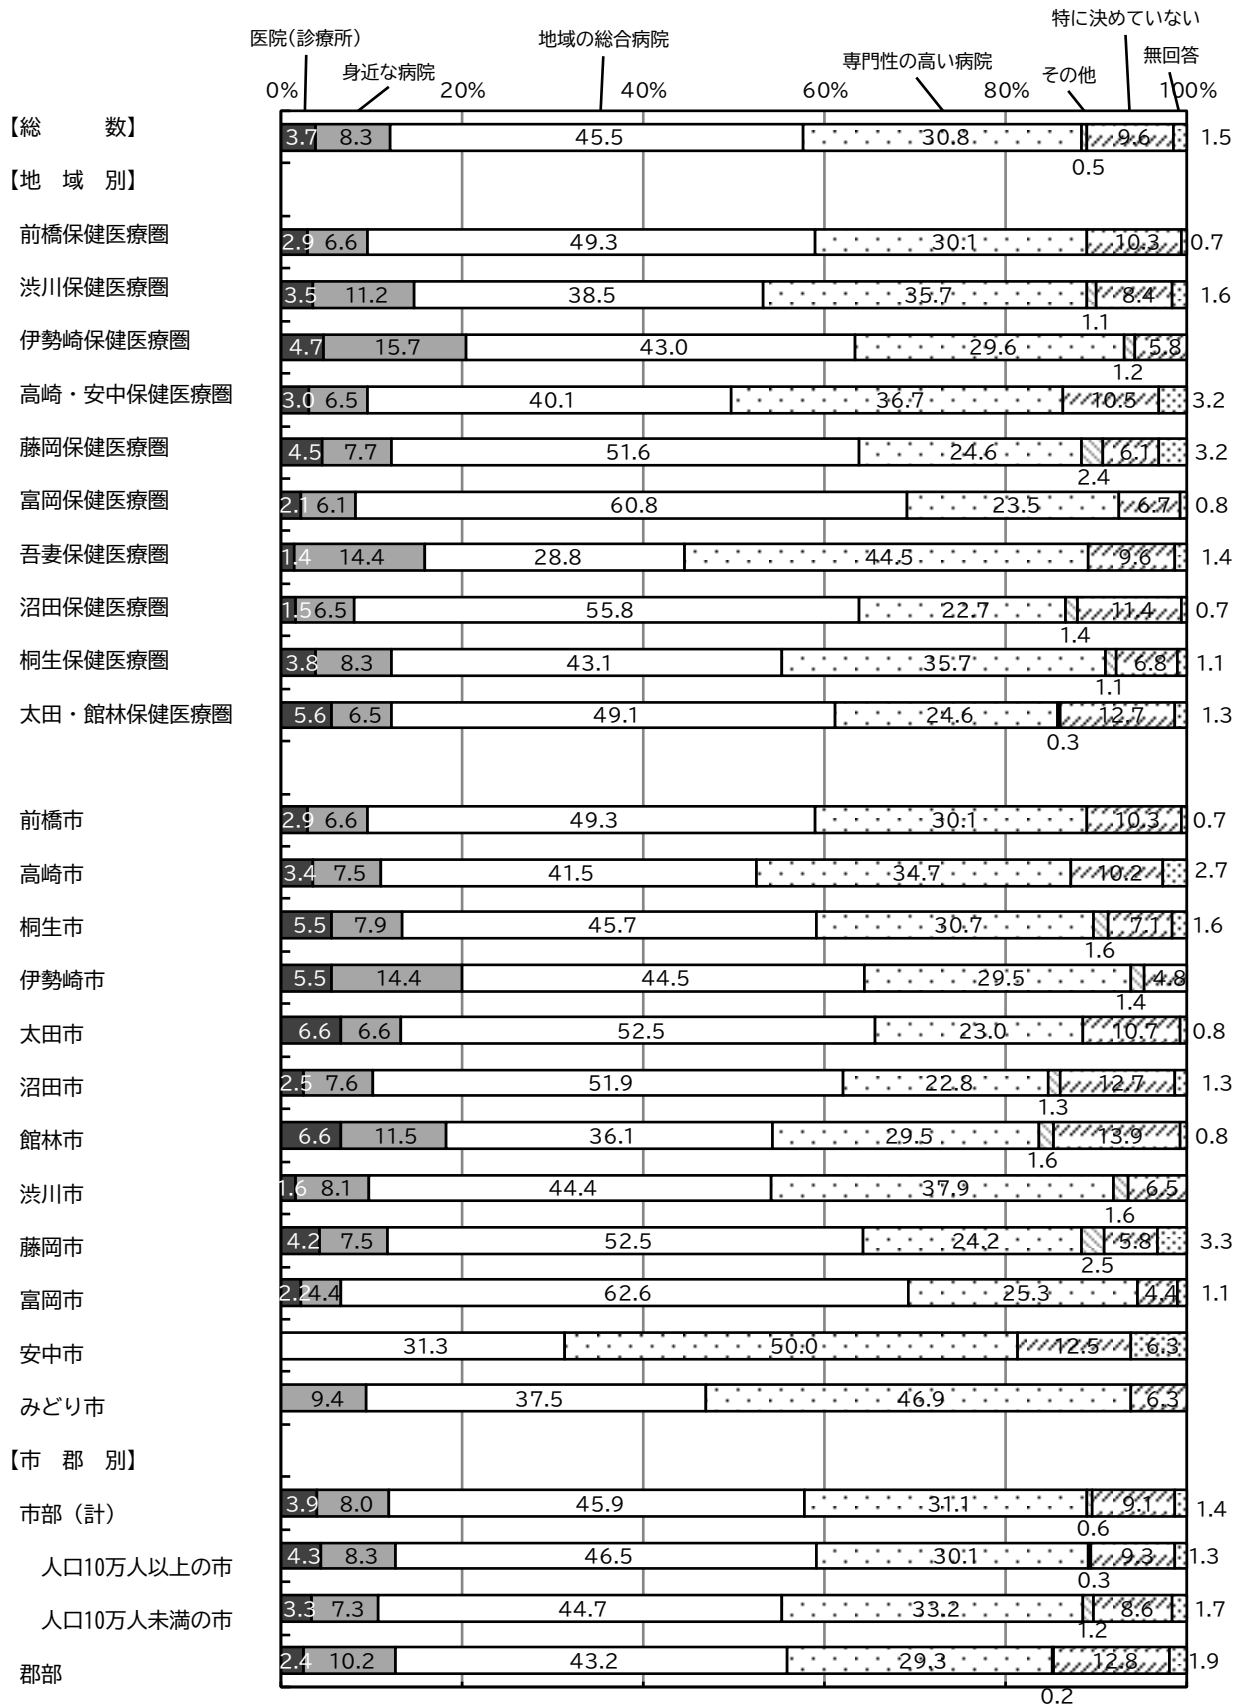 特に決めていない
医院(診療所) 地域の総合病院 無回答
身近な病院 専門性の高い病院 その他
0% 20% 40% 60% 80% 100%
【総 数】 3.7 8.3 45.5 30.8 9.6 1.5
0.5
【地 域 別】
前橋保健医療圏 2.9 6.6 49.3 30.1 10.3 0.7
渋川保健医療圏 3.5 11.2 38.5 35.7 8.4 1.6
1.1
伊勢崎保健医療圏 4.7 15.7 43.0 29.6 5.8
1.2
高崎・安中保健医療圏 3.0 6.5 40.1 36.7 10.5 3.2
藤岡保健医療圏 4.5 7.7 51.6 24.6 6.1 3.2
2.4
富岡保健医療圏 2.1 6.1 60.8 23.5 6.7 0.8
吾妻保健医療圏 1.4 14.4 28.8 44.5 9.6 1.4
沼田保健医療圏 1.5 6.5 55.8 22.7 11.4 0.7
1.4
桐生保健医療圏 3.8 8.3 43.1 35.7 6.8 1.1
1.1
太田・館林保健医療圏 5.6 6.5 49.1 24.6 12.7 1.3
0.3
前橋市 2.9 6.6 49.3 30.1 10.3 0.7
高崎市 3.4 7.5 41.5 34.7 10.2 2.7
桐生市 5.5 7.9 45.7 30.7 7.1 1.6
1.6
伊勢崎市 5.5 14.4 44.5 29.5 4.8
1.4
太田市 6.6 6.6 52.5 23.0 10.7 0.8
沼田市 2.5 7.6 51.9 22.8 12.7 1.3
1.3
館林市 6.6 11.5 36.1 29.5 13.9 0.8
1.6
渋川市 1.6 8.1 44.4 37.9 6.5
1.6
藤岡市 4.2 7.5 52.5 24.2 5.8 3.3
2.5
富岡市 2.2 4.4 62.6 25.3 4.4 1.1
安中市 31.3 50.0 12.5 6.3
みどり市 9.4 37.5 46.9 6.3
【市 郡 別】
市部（計） 3.9 8.0 45.9 31.1 9.1 1.4
0.6
人口10万人以上の市 4.3 8.3 46.5 30.1 9.3 1.3
0.3
人口10万人未満の市 3.3 7.3 44.7 33.2 8.6 1.7
1.2
郡部 2.4 10.2 43.2 29.3 12.8 1.9
0.2